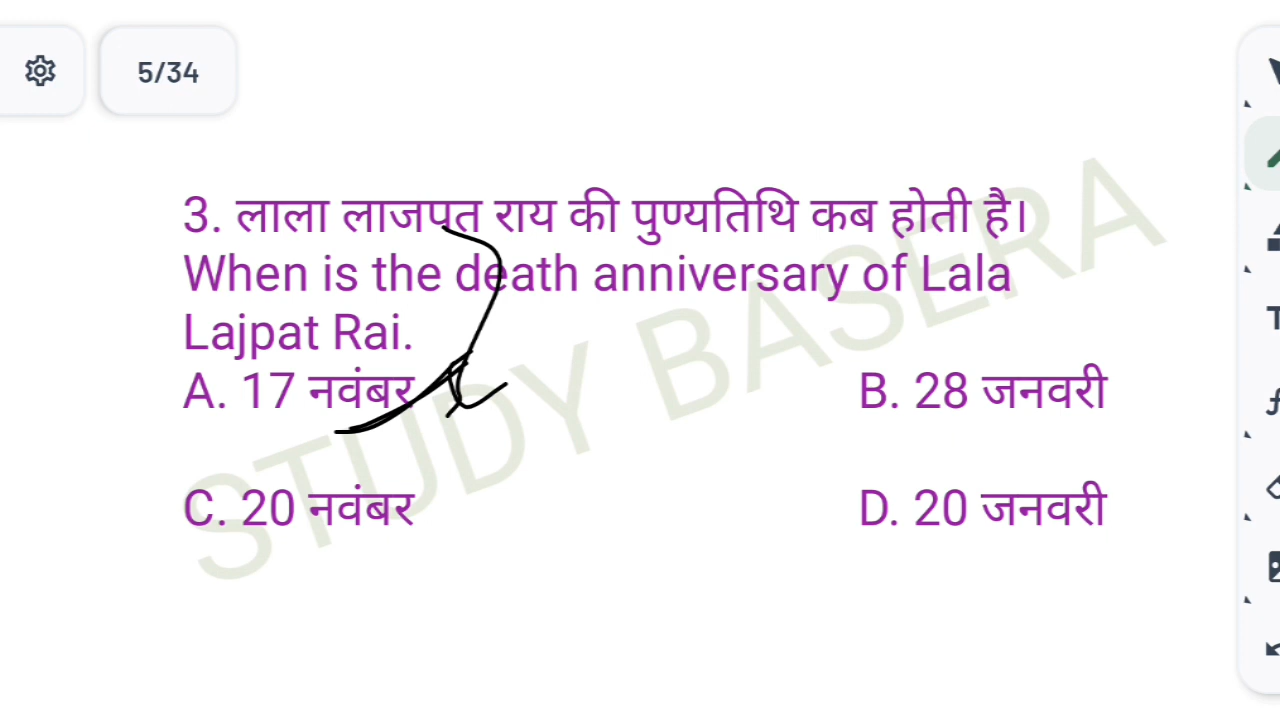 5/34
3. लाला लाजपत राय की पुण्यतिथि कब होती है।
When is the death anniversary of Lala
Lajpat Rai.
A. 17 नवंबर B. 28 जनवरी
C. 20 नवंबर D. 20 जनवरी
STUDY BASERA